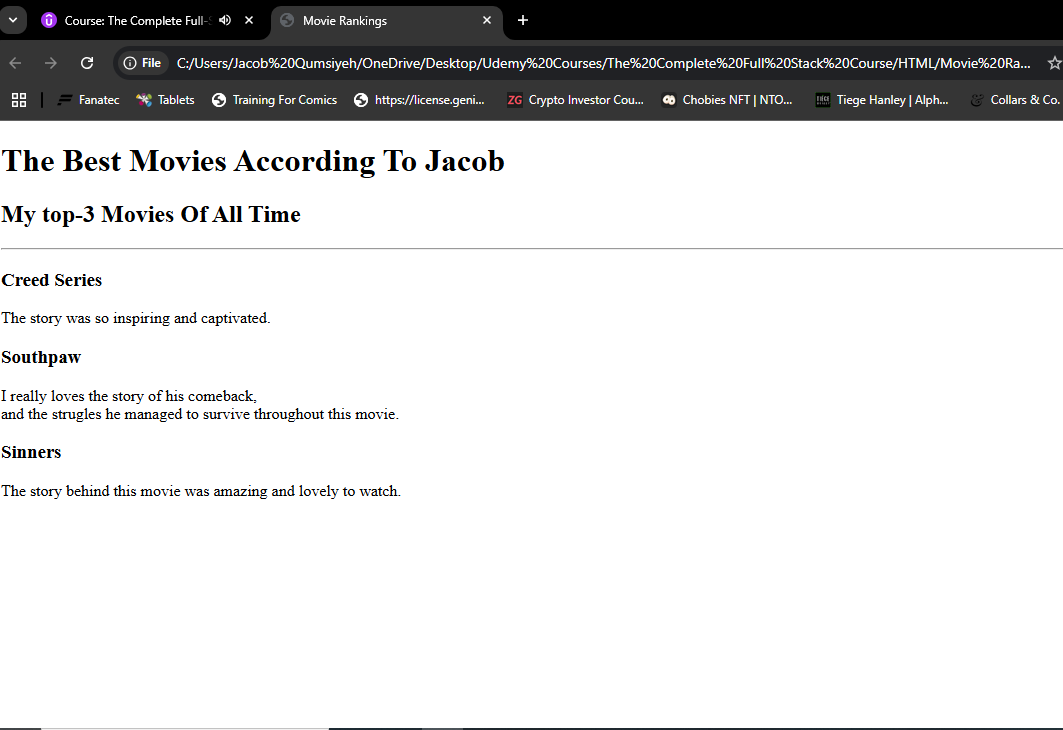 Course: The Complete Full-S
Movie Rankings
File
C:/Users/Jacob%20Qumsiyeh/OneDrive/Desktop/Udemy%20Courses/The%20Complete%20Full%20Stack%20Course/HTML/Movie%20Ra...
Fanatec
Tablets
Training For Comics
https://license.geni...
ZG Crypto Investor Cou...
Chobies NFT | NTO...
Tiege Hanley | Alph...
Collars & Co.
The Best Movies According To Jacob
My top-3 Movies Of All Time
Creed Series
The story was so inspiring and captivated.
Southpaw
I really loves the story of his comeback,
and the strugles he managed to survive throughout this movie.
Sinners
The story behind this movie was amazing and lovely to watch.